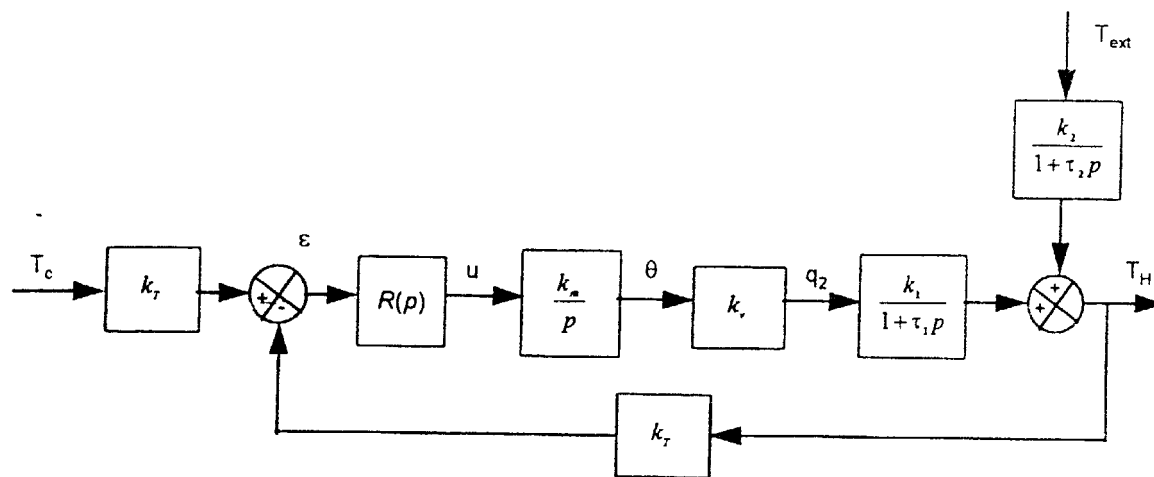 T_ext
k_2
1 + τ_2 p
T_c
k_T
ε
+
-
R(p)
u
k_m
p
θ
k_v
q_2
k_1
1 + τ_1 p
+
+
T_H
k_T